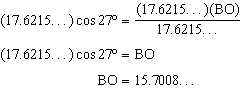 (17.6215...) cos 27° = (17.6215...)(BO) / 17.6215...
(17.6215...) cos 27° = BO
BO = 15.7008...